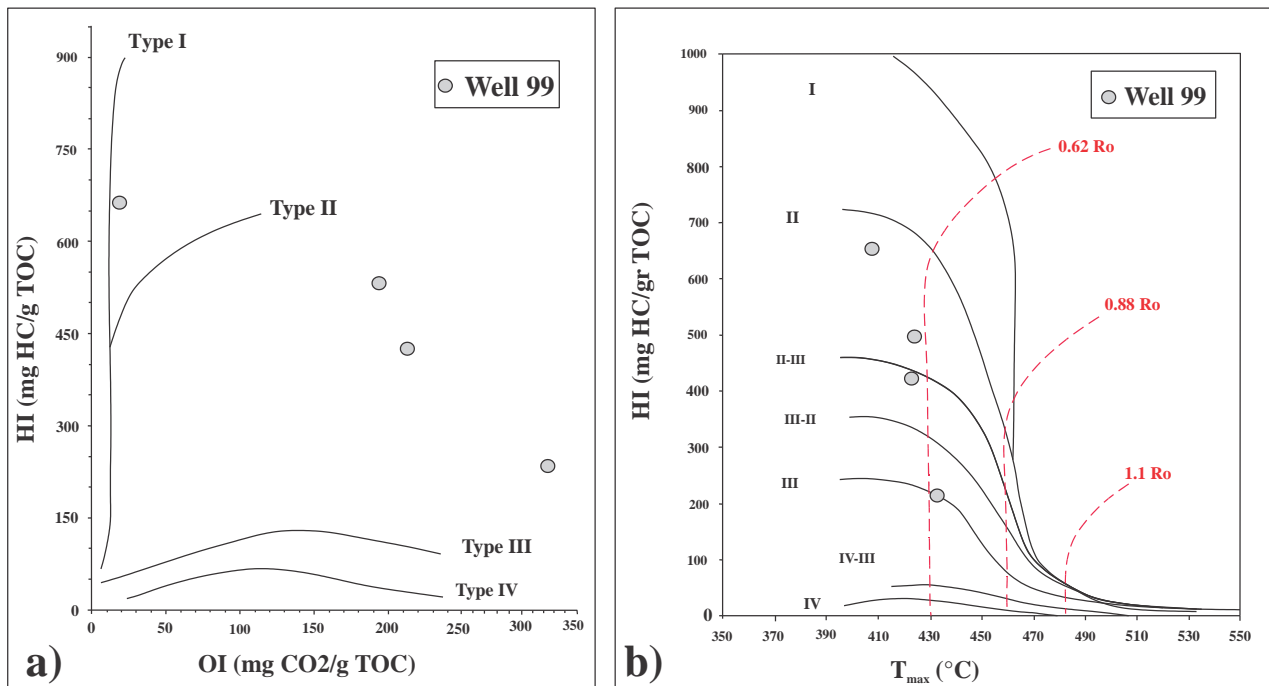 Type I
Well 99
Type II
Type III
Type IV
900
750
600
450
300
150
0
0
50
100
150
200
250
300
350
HI (mg HC/g TOC)
OI (mg CO2/g TOC)
a)
Well 99
I
II
II-III
III-II
III
IV-III
IV
0.62 Ro
0.88 Ro
1.1 Ro
1000
900
800
700
600
500
400
300
200
100
0
350
370
390
410
430
450
470
490
510
530
550
HI (mg HC/gr TOC)
Tmax (°C)
b)